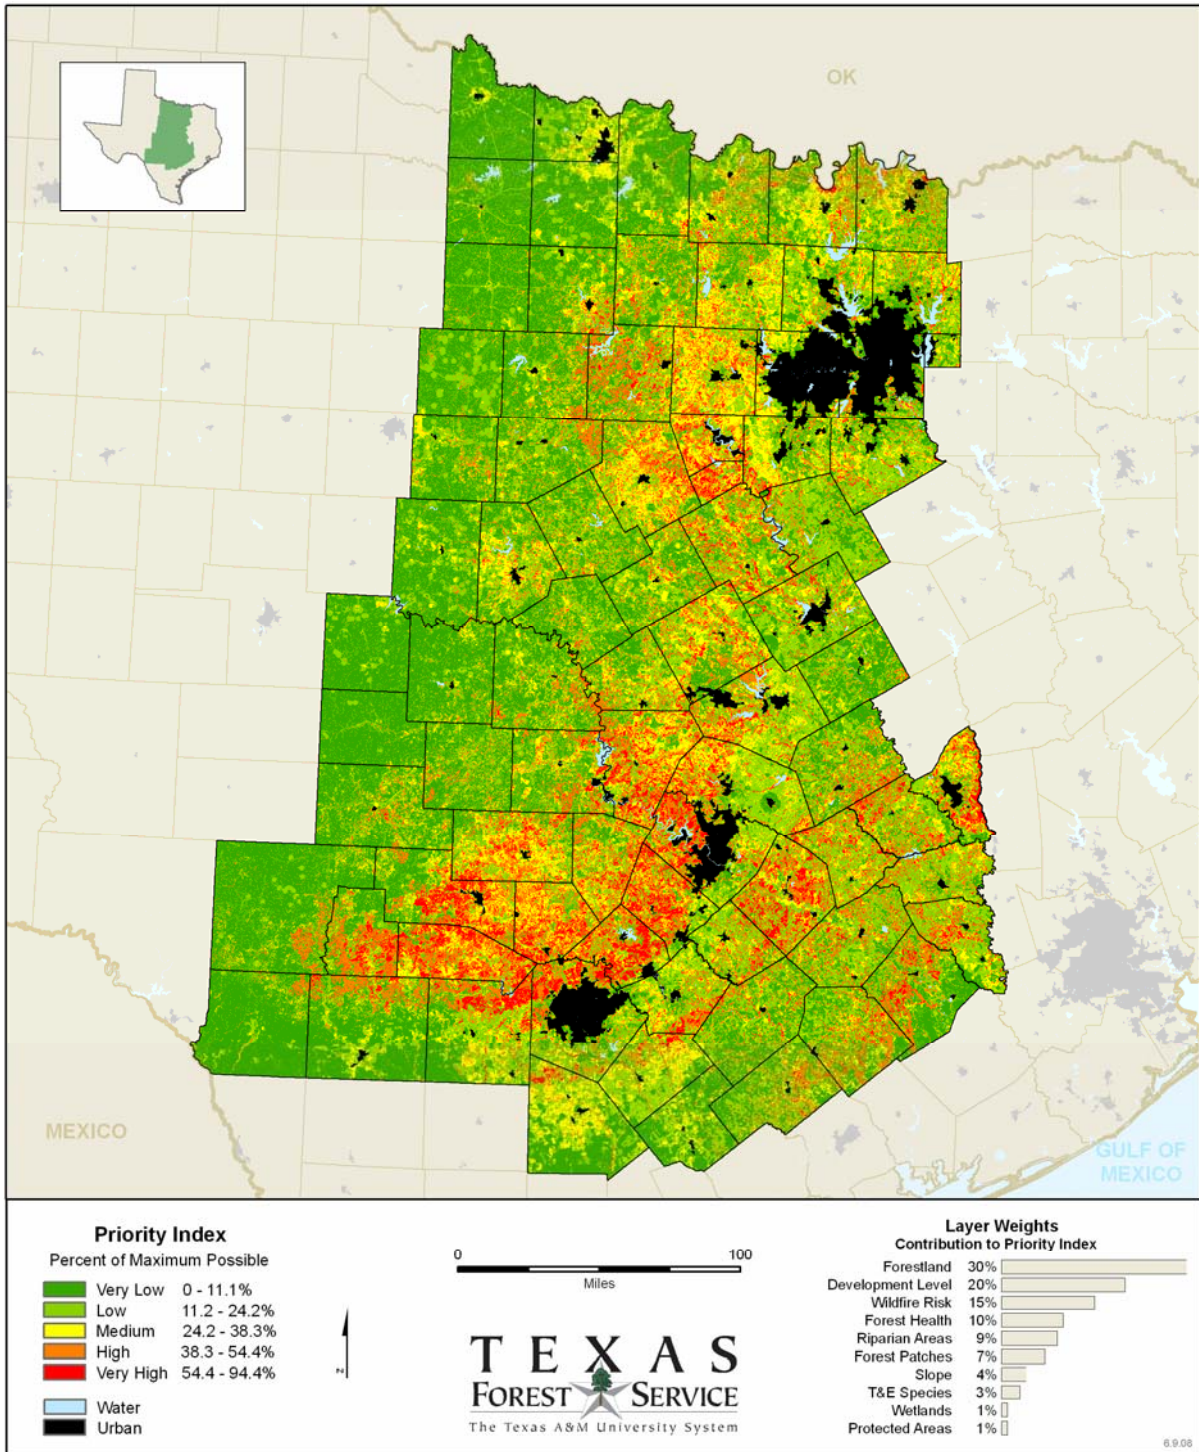 OK
MEXICO
GULF OF
MEXICO
Priority Index
Percent of Maximum Possible
Very Low 0 - 11.1%
Low 11.2 - 24.2%
Medium 24.2 - 38.3%
High 38.3 - 54.4%
Very High 54.4 - 94.4%
Water
Urban
N
0 100
Miles
TEXAS
FOREST SERVICE
The Texas A&M University System
Layer Weights
Contribution to Priority Index
Forestland 30%
Development Level 20%
Wildfire Risk 15%
Forest Health 10%
Riparian Areas 9%
Forest Patches 7%
Slope 4%
T&E Species 3%
Wetlands 1%
Protected Areas 1%
6.9.08